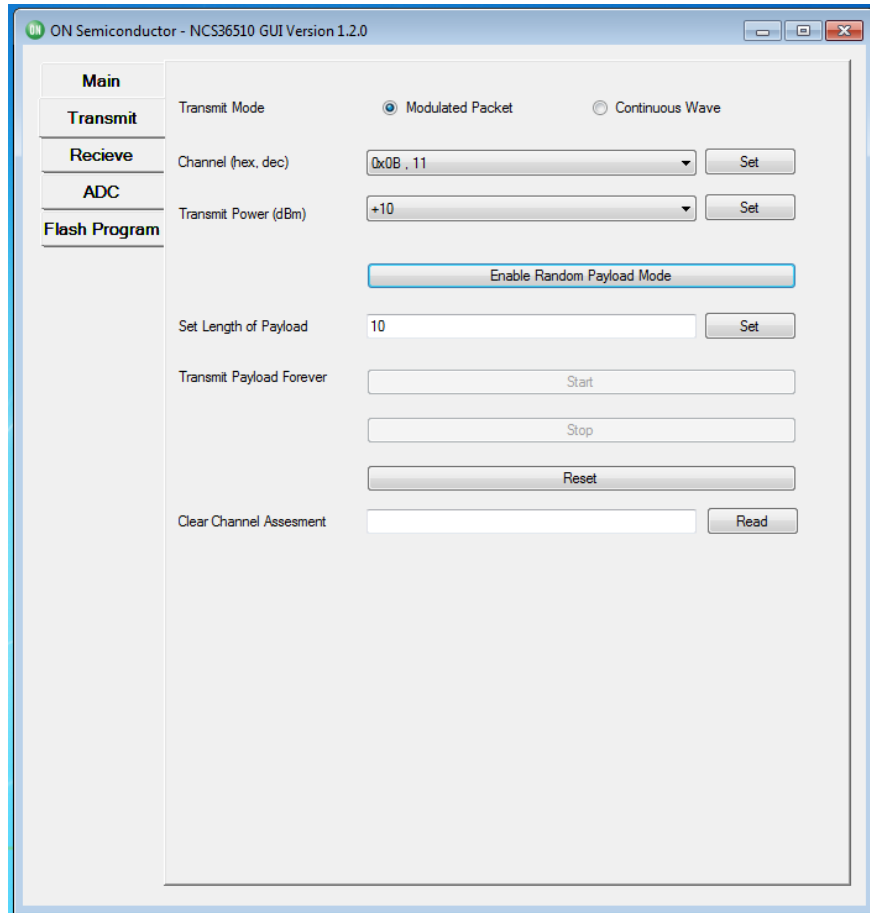 ON ON Semiconductor - NCS36510 GUI Version 1.2.0
Main
Transmit
Recieve
ADC
Flash Program
Transmit Mode Modulated Packet Continuous Wave
Channel (hex, dec) 0x0B , 11 Set
Transmit Power (dBm) +10 Set
Enable Random Payload Mode
Set Length of Payload 10 Set
Transmit Payload Forever Start
Stop
Reset
Clear Channel Assesment Read